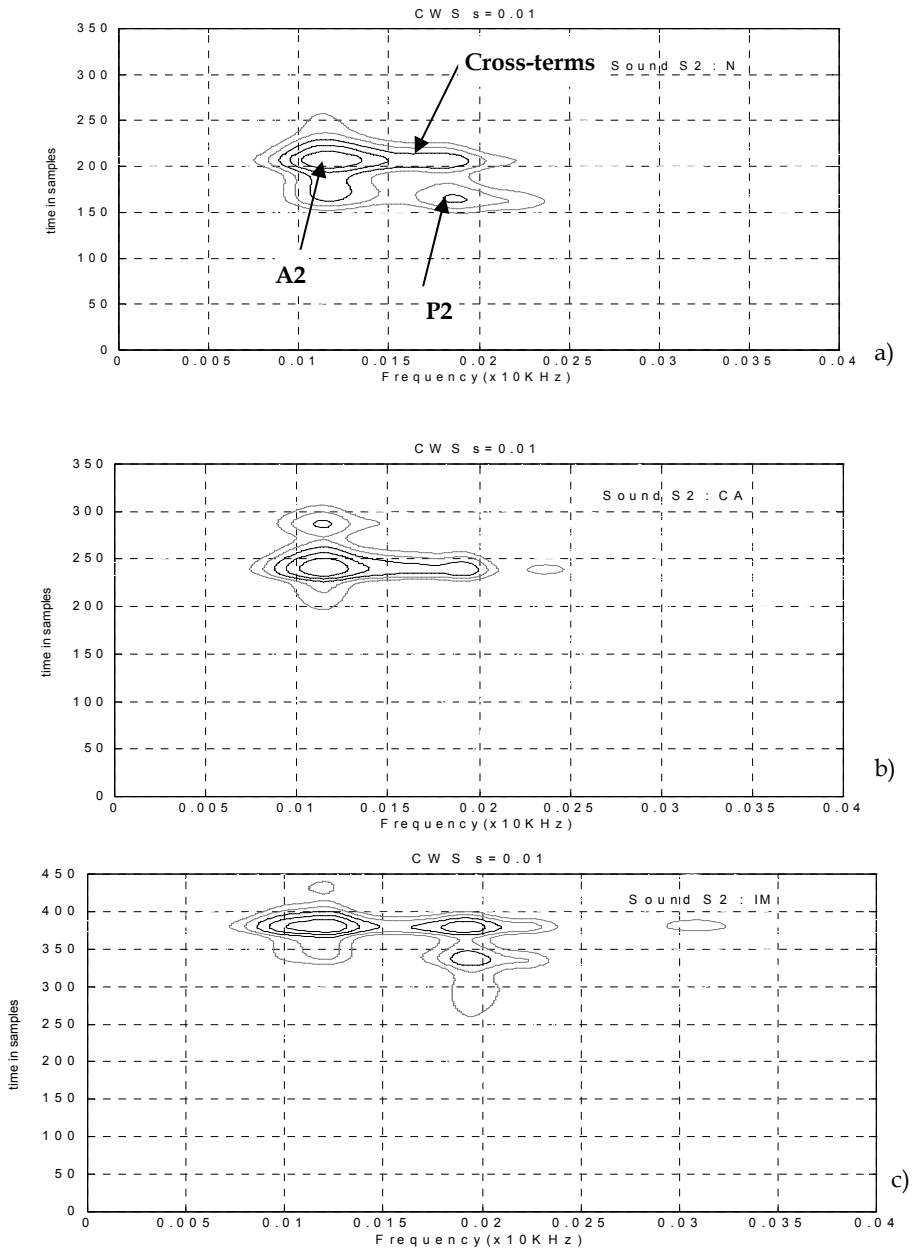 CWS s=0.01
350
300
250
200
150
100
50
0
time in samples
Cross-terms
Sound S2 : N
A2
P2
0 0.005 0.01 0.015 0.02 0.025 0.03 0.035 0.04
Frequency(x10KHz)
a)
CWS s=0.01
350
300
250
200
150
100
50
0
time in samples
Sound S2 : CA
0 0.005 0.01 0.015 0.02 0.025 0.03 0.035 0.04
Frequency(x10KHz)
b)
CWS s=0.01
450
400
350
300
250
200
150
100
50
0
time in samples
Sound S2 : IM
0 0.005 0.01 0.015 0.02 0.025 0.03 0.035 0.04
Frequency(x10KHz)
c)